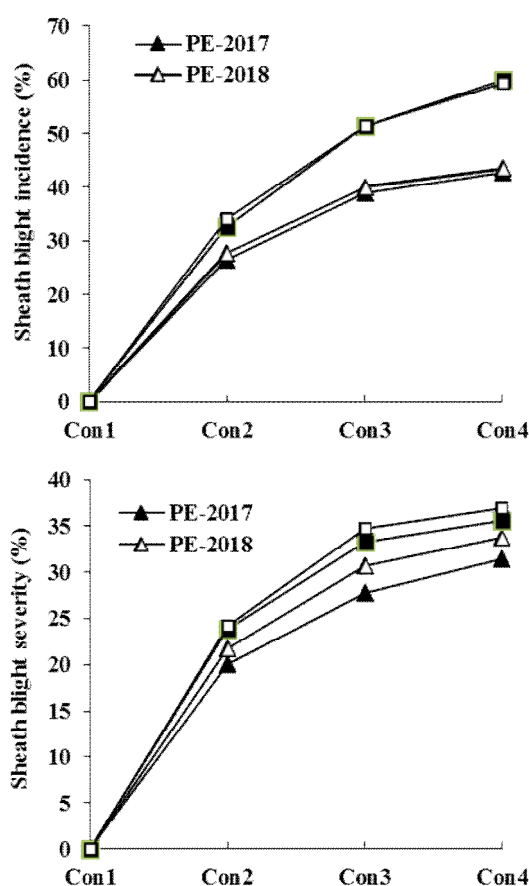 70
PE-2017
60
PE-2018
50
40
30
20
10
0
Sheath blight incidence (%)
Con1 Con2 Con3 Con4
40
35
PE-2017
PE-2018
30
25
20
15
10
5
0
Sheath blight severity (%)
Con1 Con2 Con3 Con4